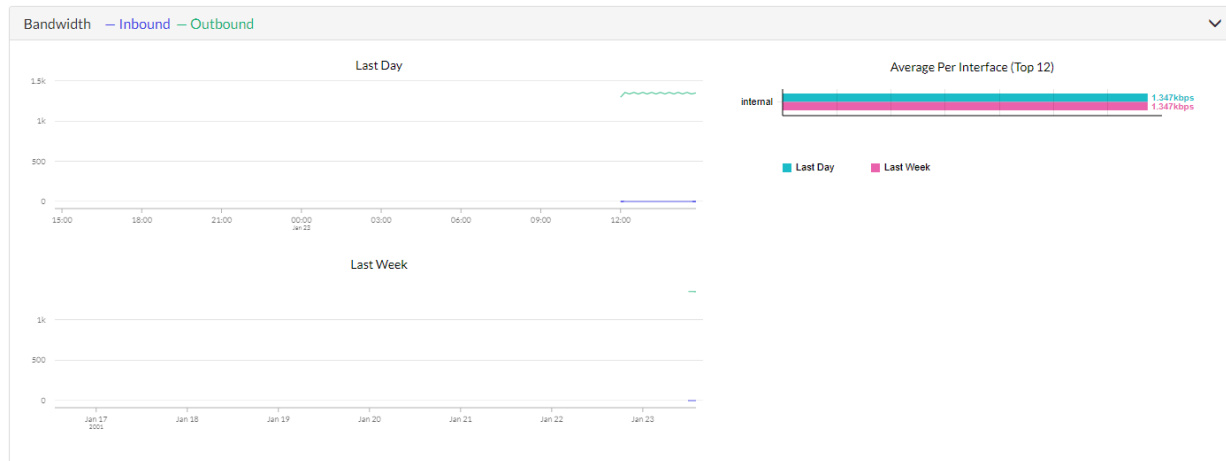 Bandwidth — Inbound — Outbound
Last Day
1.5k
1k
500
0
15:00 18:00 21:00 00:00 03:00 06:00 09:00 12:00
Jan 23
Last Week
1k
500
0
Jan 17 Jan 18 Jan 19 Jan 20 Jan 21 Jan 22 Jan 23
2001
Average Per Interface (Top 12)
internal
1.347kbps
1.347kbps
Last Day Last Week